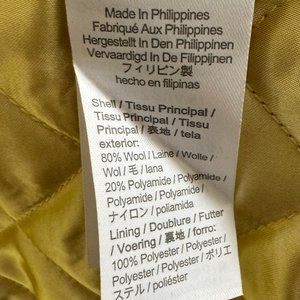 Made In Philippines
Fabriqué Aux Philippines
Hergestellt In Den Philippinen
Vervaardigd In De Filippijnen
フィリピン製
hecho en filipinas
Shell / Tissu Principal /
Tissu Principal / Tissu
Principal / 表地 / tela
exterior:
80% Wool / Laine / Wolle /
Wol / 毛 / lana
20% Polyamide / Polyamide /
Polyamide / Polyamide /
ナイロン / poliamida
Lining / Doublure / Futter
/ Voering / 裏地 / forro:
100% Polyester / Polyester /
Polyester / Polyester / ポリエ
ステル / poliéster